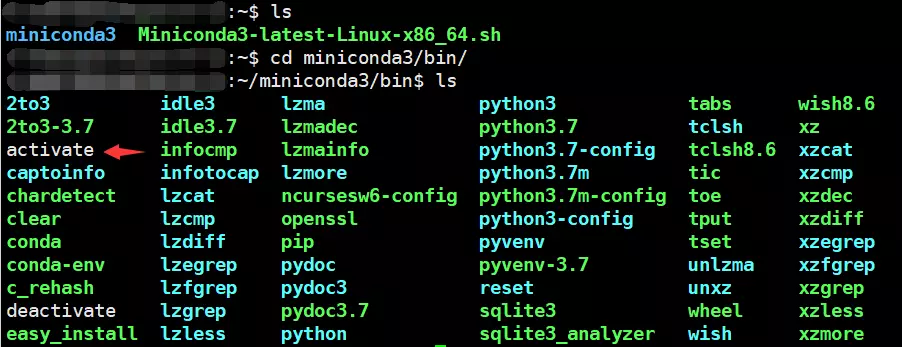 :~$ ls
miniconda3 Miniconda3-latest-Linux-x86_64.sh
:~$ cd miniconda3/bin/
:~/miniconda3/bin$ ls
2to3 idle3 lzma python3 tabs wish8.6
2to3-3.7 idle3.7 lzmadec python3.7 tclsh xz
activate infocmp lzmainfo python3.7-config tclsh8.6 xzcat
captoinfo infotocap lzmore python3.7m tic xzcmp
chardetect lzcat ncursesw6-config python3.7m-config toe xzdec
clear lzcmp openssl python3-config tput xzdiff
conda lzdiff pip pyvenv tset xzegrep
conda-env lzegrep pydoc pyvenv-3.7 unlzma xzfgrep
c_rehash lzfgrep pydoc3 reset unxz xzgrep
deactivate lzgrep pydoc3.7 sqlite3 wheel xzless
easy_install lzless python sqlite3_analyzer wish xzmore